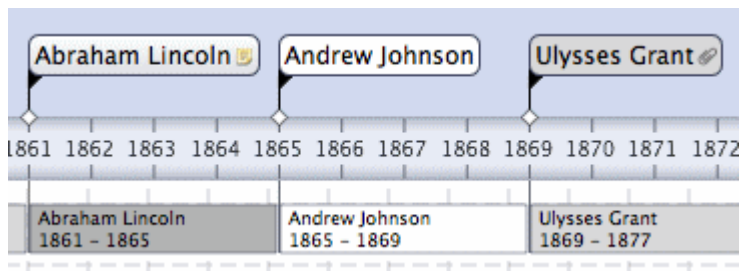 Abraham Lincoln Andrew Johnson Ulysses Grant
1861 1862 1863 1864 1865 1866 1867 1868 1869 1870 1871 1872
Abraham Lincoln Andrew Johnson Ulysses Grant
1861 – 1865 1865 – 1869 1869 – 1877